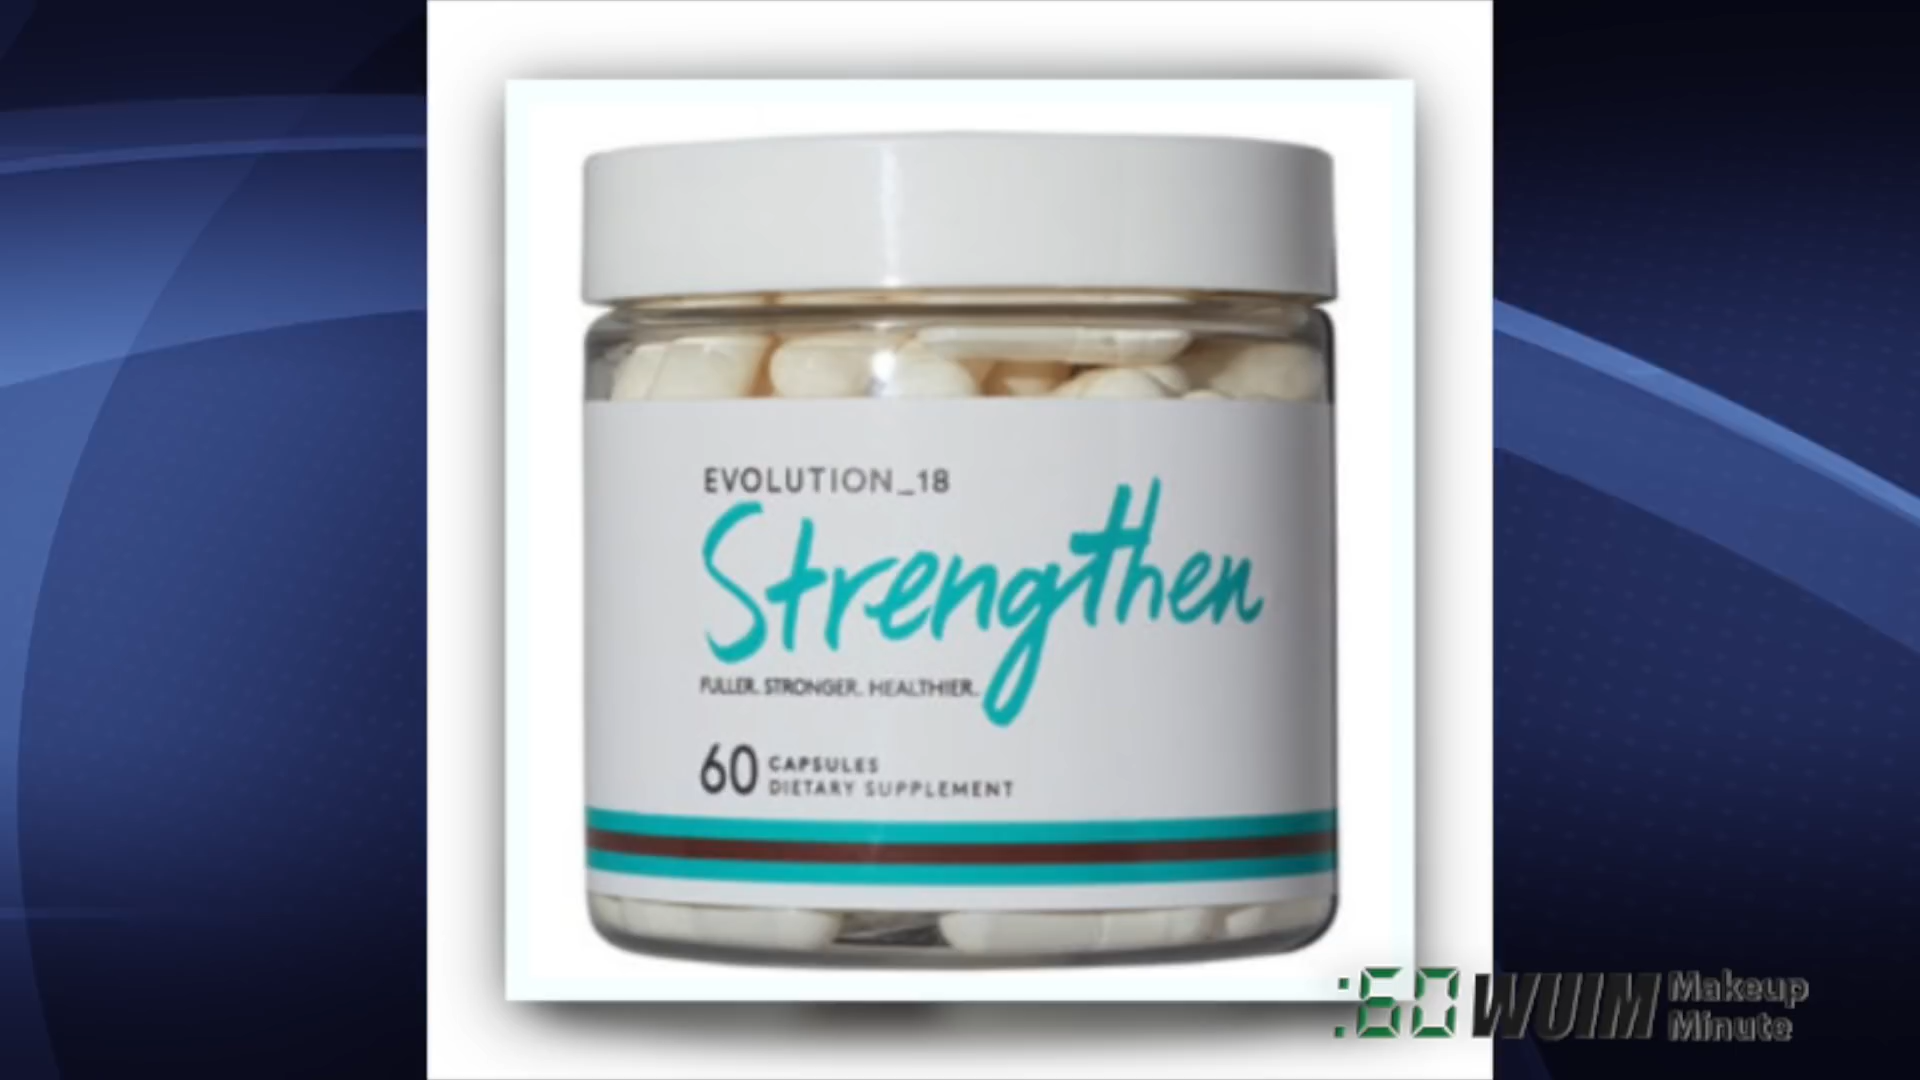 EVOLUTION_18
Strengthen
FULLER. STRONGER. HEALTHIER.
60 CAPSULES
DIETARY SUPPLEMENT
:60 WUIM Makeup
Minute